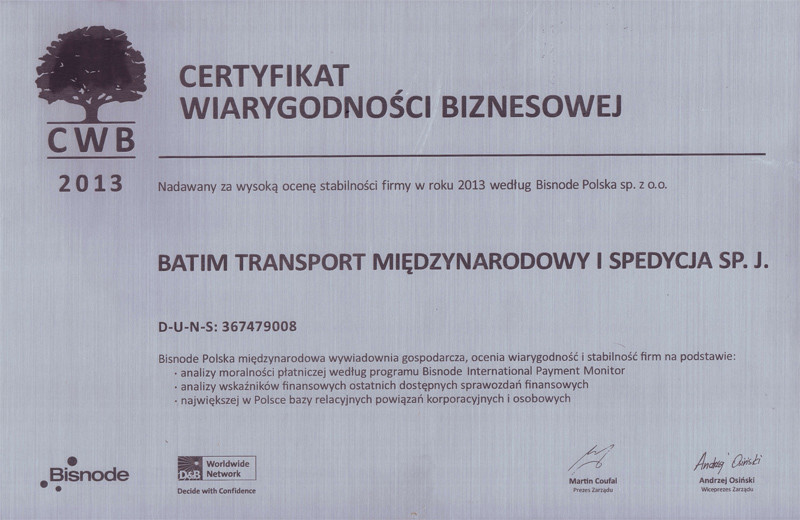 CERTYFIKAT
WIARYGODNOŚCI BIZNESOWEJ
CWB
2013
Nadawany za wysoką ocenę stabilności firmy w roku 2013 według Bisnode Polska sp. z o.o.
BATIM TRANSPORT MIĘDZYNARODOWY I SPEDYCJA SP. J.
D-U-N-S: 367479008
Bisnode Polska międzynarodowa wywiadownia gospodarcza, ocenia wiarygodność i stabilność firm na podstawie:
· analizy moralności płatniczej według programu Bisnode International Payment Monitor
· analizy wskaźników finansowych ostatnich dostępnych sprawozdań finansowych
· największej w Polsce bazy relacyjnych powiązań korporacyjnych i osobowych
Bisnode
D&B
Worldwide
Network
Decide with Confidence
Martin Coufal
Prezes Zarządu
Andrzej Osiński
Andrzej Osiński
Wiceprezes Zarządu